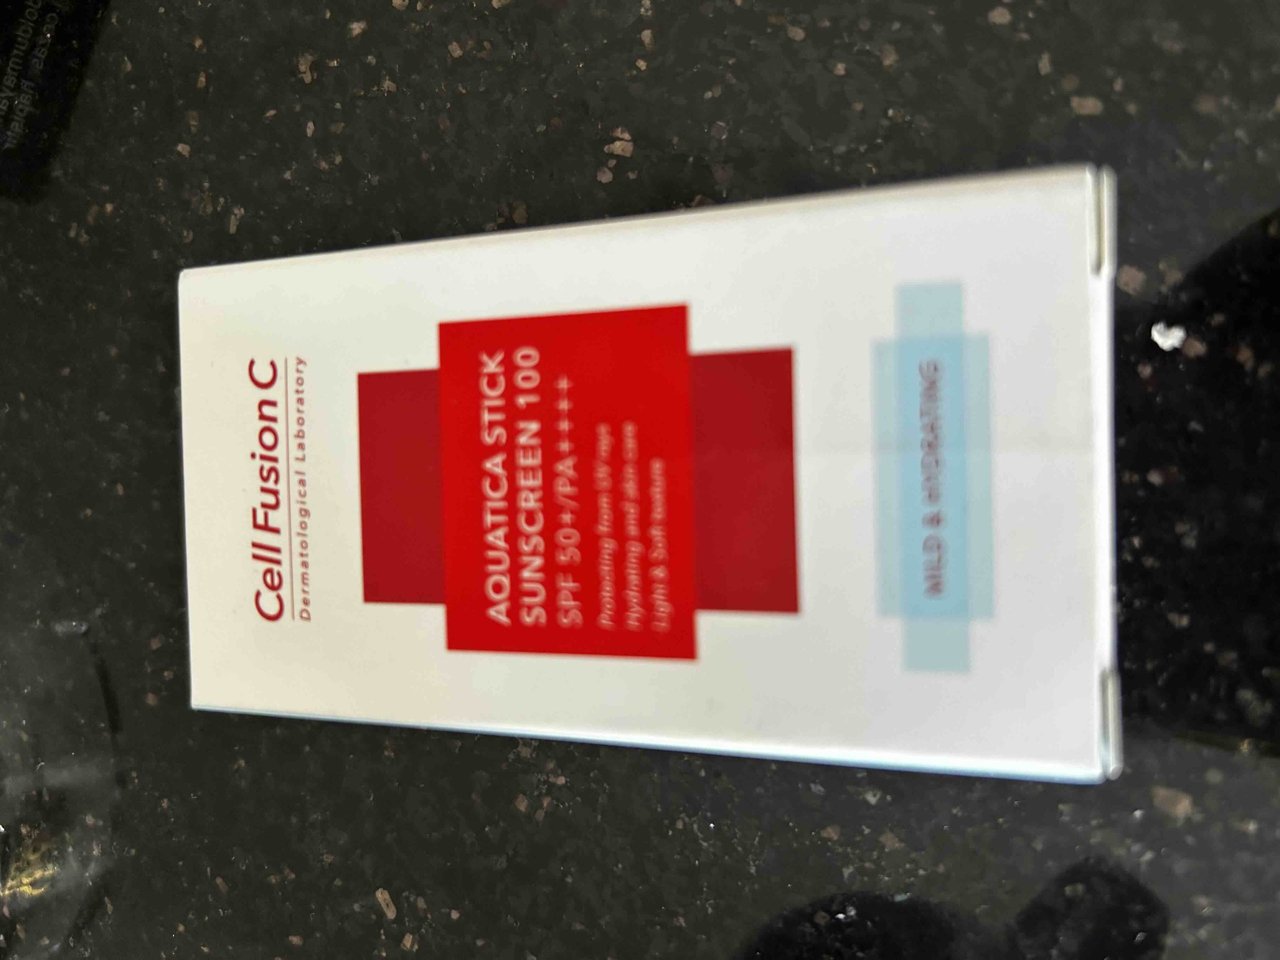 Cell Fusion C
Dermatological Laboratory
AQUATICA STICK
SUNSCREEN 100
SPF 50+/PA++++
Protecting from UV rays
Hydrating and skin care
Light & Soft texture
MILD & HYDRATING